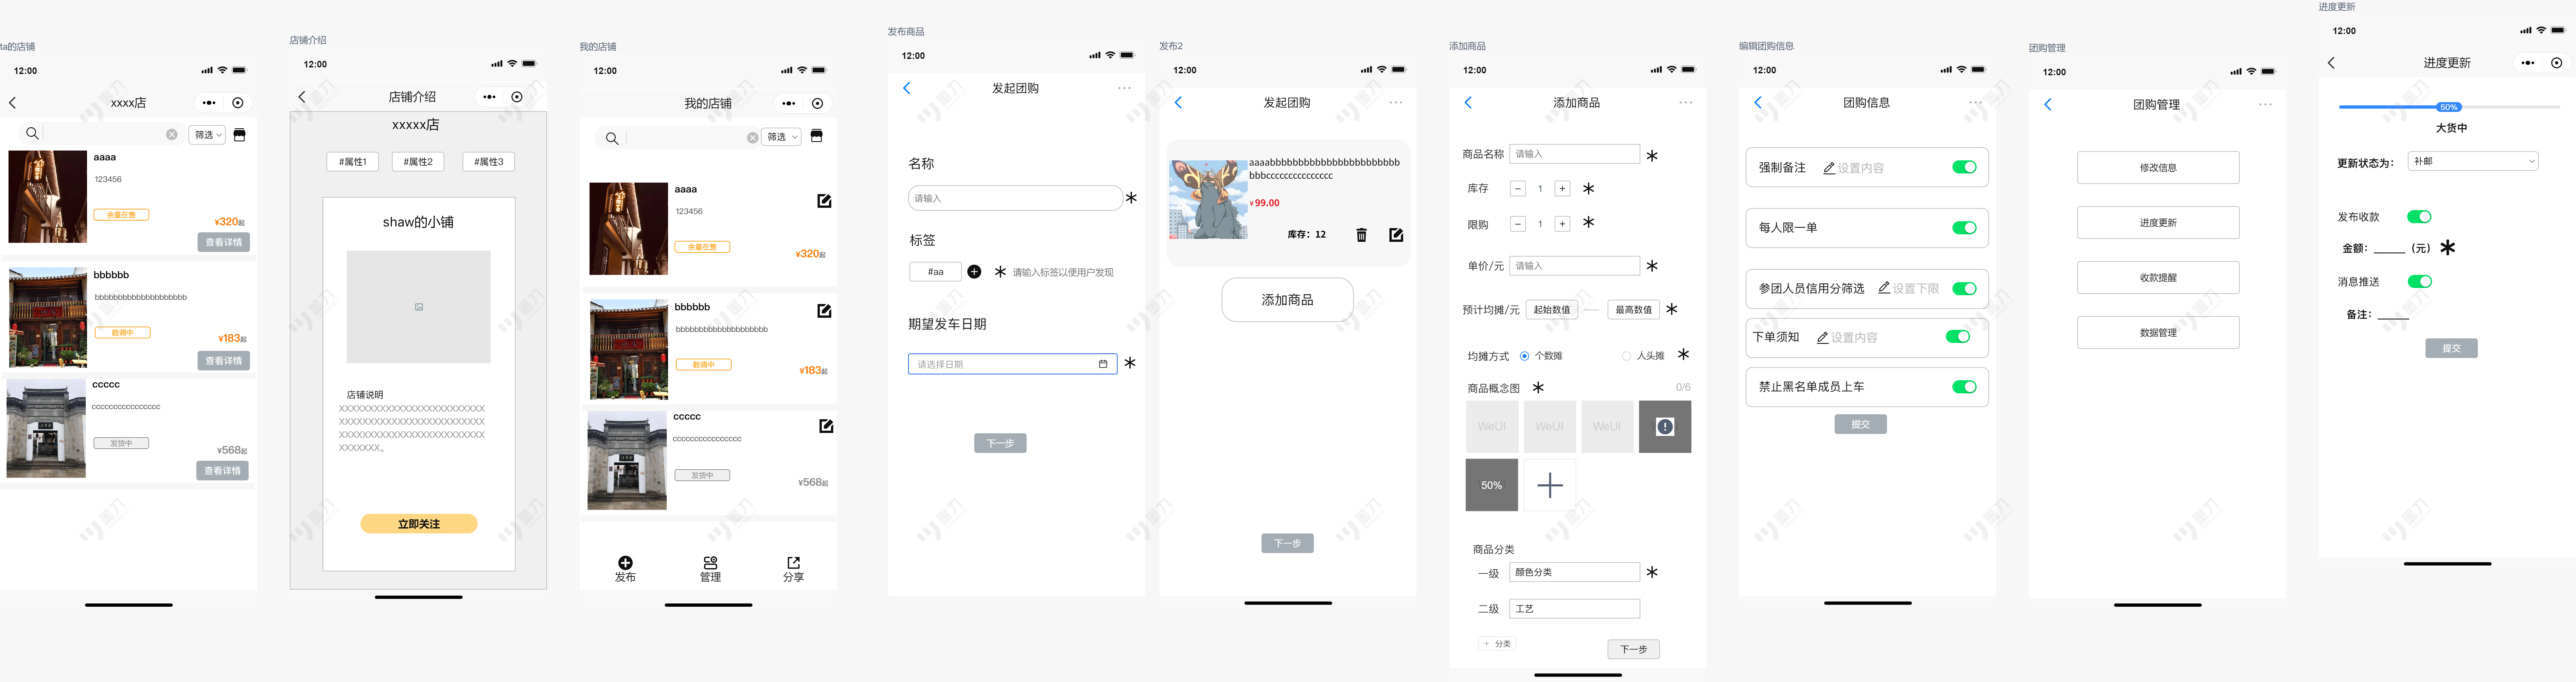 ta的店铺
12:00
xxxx店
筛选
aaaa
123456
余量在售
¥320起
查看详情
bbbbbb
bbbbbbbbbbbbbbbbbbbb
数调中
¥183起
查看详情
ccccc
cccccccccccccccc
发货中
¥568起
查看详情
店铺介绍
12:00
店铺介绍
xxxxx店
#属性1
#属性2
#属性3
shaw的小铺
店铺说明
XXXXXXXXXXXXXXXXXXXXXXXXX
XXXXXXXXXXXXXXXXXXXXXXXXX
XXXXXXXXXXXXXXXXXXXXXXXXX
XXXXXXX。
立即关注
我的店铺
12:00
我的店铺
筛选
aaaa
123456
余量在售
¥320起
bbbbbb
bbbbbbbbbbbbbbbbbbbb
数调中
¥183起
ccccc
cccccccccccccccc
发货中
¥568起
发布
管理
分享
发布商品
12:00
发起团购
名称
请输入
标签
#aa
请输入标签以便用户发现
期望发车日期
请选择日期
下一步
发布2
12:00
发起团购
aaaabbbbbbbbbbbbbbbbbbbbbbb
bbbcccccccccccccc
¥99.00
库存：12
添加商品
下一步
添加商品
12:00
添加商品
商品名称 请输入
库存 − 1 +
限购 − 1 +
单价/元 请输入
预计均摊/元 起始数值 最高数值
均摊方式 个数摊 人头摊
商品概念图 0/6
WeUI
WeUI
WeUI
50%
商品分类
一级 颜色分类
二级 工艺
+ 分类
下一步
编辑团购信息
12:00
团购信息
强制备注 设置内容
每人限一单
参团人员信用分筛选 设置下限
下单须知 设置内容
禁止黑名单成员上车
提交
团购管理
12:00
团购管理
修改信息
进度更新
收款提醒
数据管理
进度更新
12:00
进度更新
50%
大货中
更新状态为： 补邮
发布收款
金额：______（元）
消息推送
备注：______
提交
墨刀